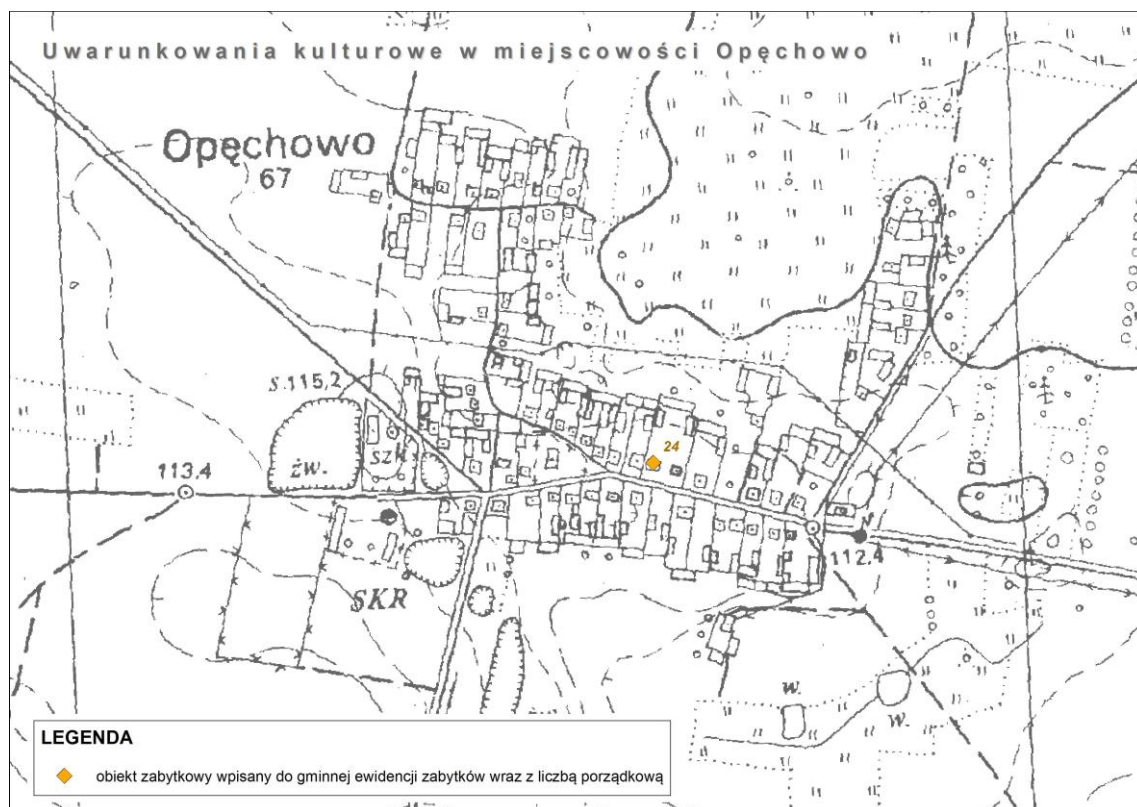 Uwarunkowania kulturowe w miejscowości Opęchowo
Opęchowo
67
S.115,2
żw.
szk.
113.4
24
112.4
SKR
w.
w.
LEGENDA
obiekt zabytkowy wpisany do gminnej ewidencji zabytków wraz z liczbą porządkową